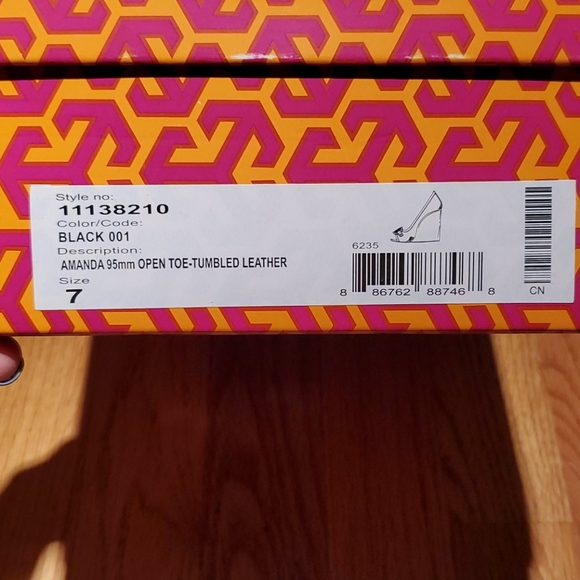 Style no:
11138210
Color/Code:
BLACK 001
Description:
AMANDA 95mm OPEN TOE-TUMBLED LEATHER
Size
7
6235
8 86762 88746 8
CN